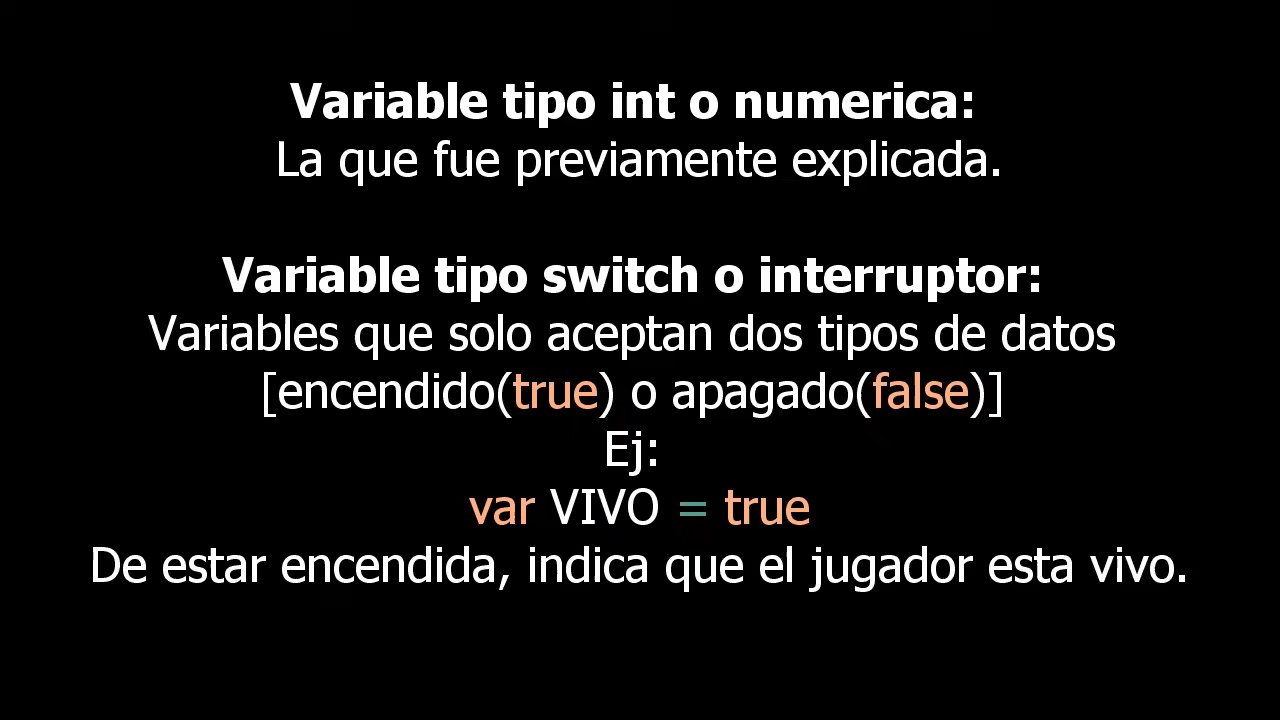 Variable tipo int o numerica:
La que fue previamente explicada.
Variable tipo switch o interruptor:
Variables que solo aceptan dos tipos de datos
[encendido(true) o apagado(false)]
Ej:
var VIVO = true
De estar encendida, indica que el jugador esta vivo.